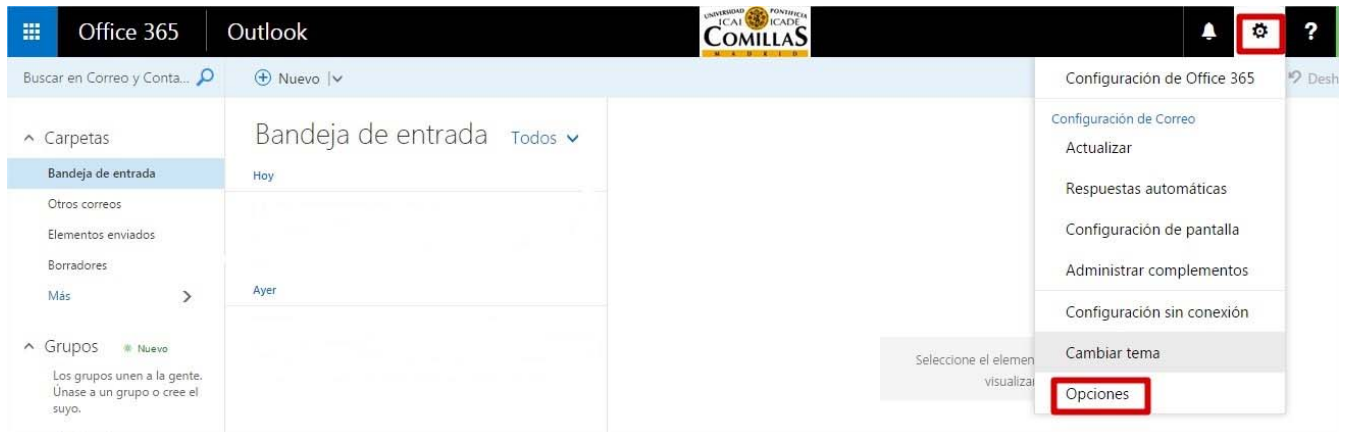 Office 365
Outlook
UNIVERSIDAD PONTIFICIA
ICAI ICADE
COMILLAS
MADRID
?
Buscar en Correo y Conta...
Nuevo
Desh
Carpetas
Bandeja de entrada
Otros correos
Elementos enviados
Borradores
Más
Grupos
Nuevo
Los grupos unen a la gente.
Únase a un grupo o cree el
suyo.
Bandeja de entrada Todos
Hoy
Ayer
Seleccione el elemen
visualiza
Configuración de Office 365
Configuración de Correo
Actualizar
Respuestas automáticas
Configuración de pantalla
Administrar complementos
Configuración sin conexión
Cambiar tema
Opciones